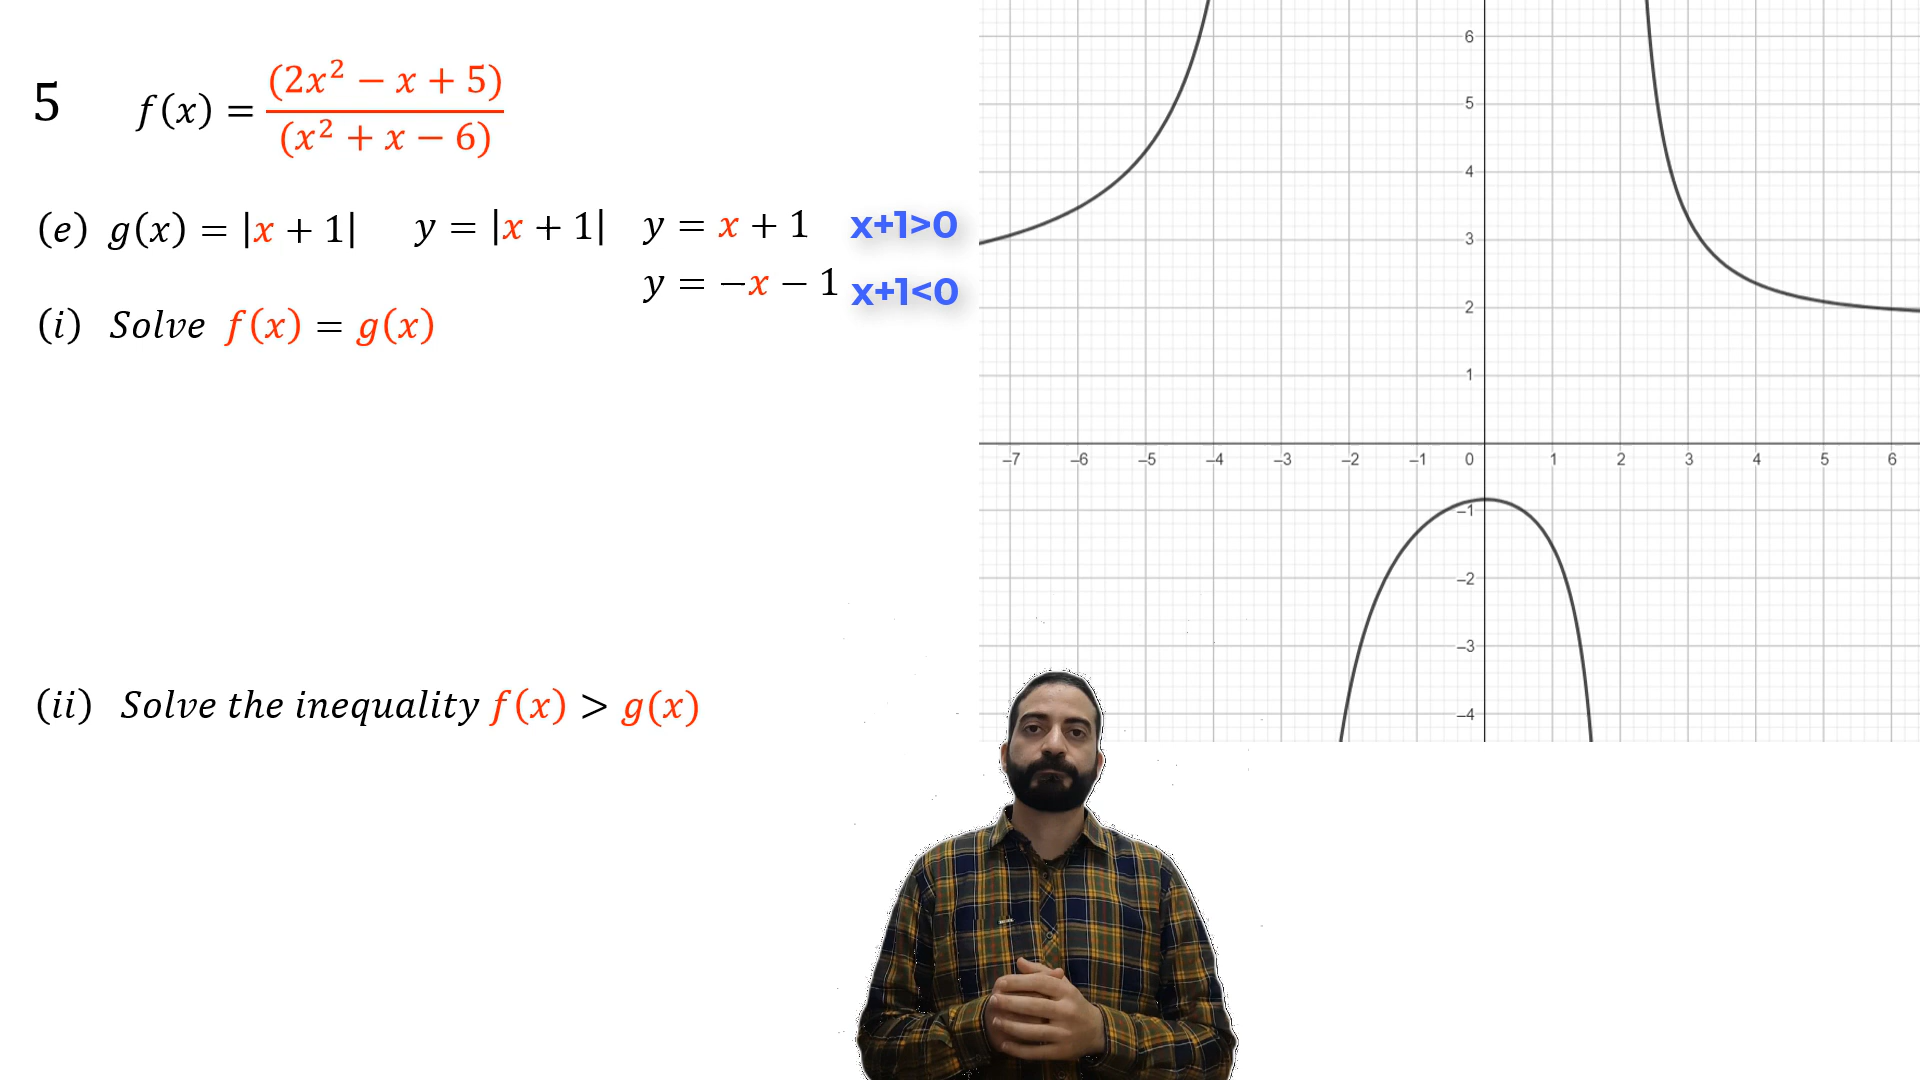 5 f(x) = (2x² − x + 5) / (x² + x − 6)
(e) g(x) = |x + 1| y = |x + 1| y = x + 1 x+1>0
y = −x − 1 x+1<0
(i) Solve f(x) = g(x)
(ii) Solve the inequality f(x) > g(x)
6
5
4
3
2
1
–7 –6 –5 –4 –3 –2 –1 0 1 2 3 4 5 6
–1
–2
–3
–4